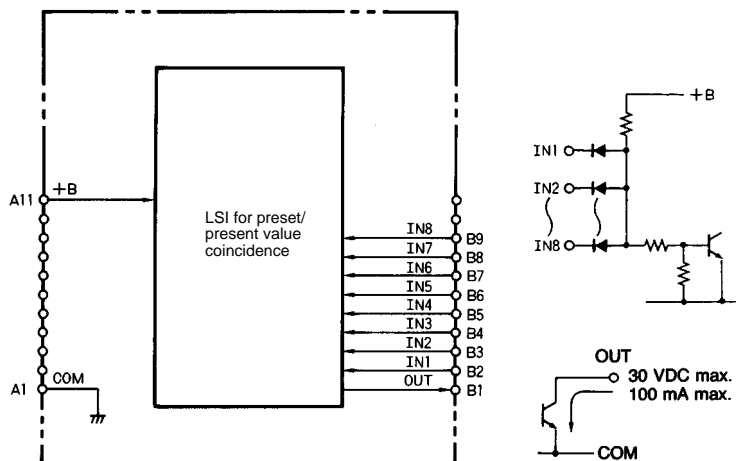 A11
+B
A1
COM
LSI for preset/
present value
coincidence
IN8
B9
IN7
B8
IN6
B7
IN5
B6
IN4
B5
IN3
B4
IN2
B3
IN1
B2
OUT
B1
+B
IN1
IN2
IN8
OUT
30 VDC max.
100 mA max.
COM